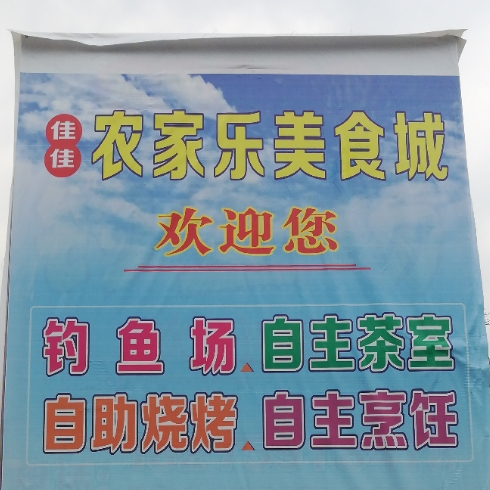 佳佳 农家乐美食城
欢迎您
钓鱼场 自主茶室
自助烧烤 自主烹饪